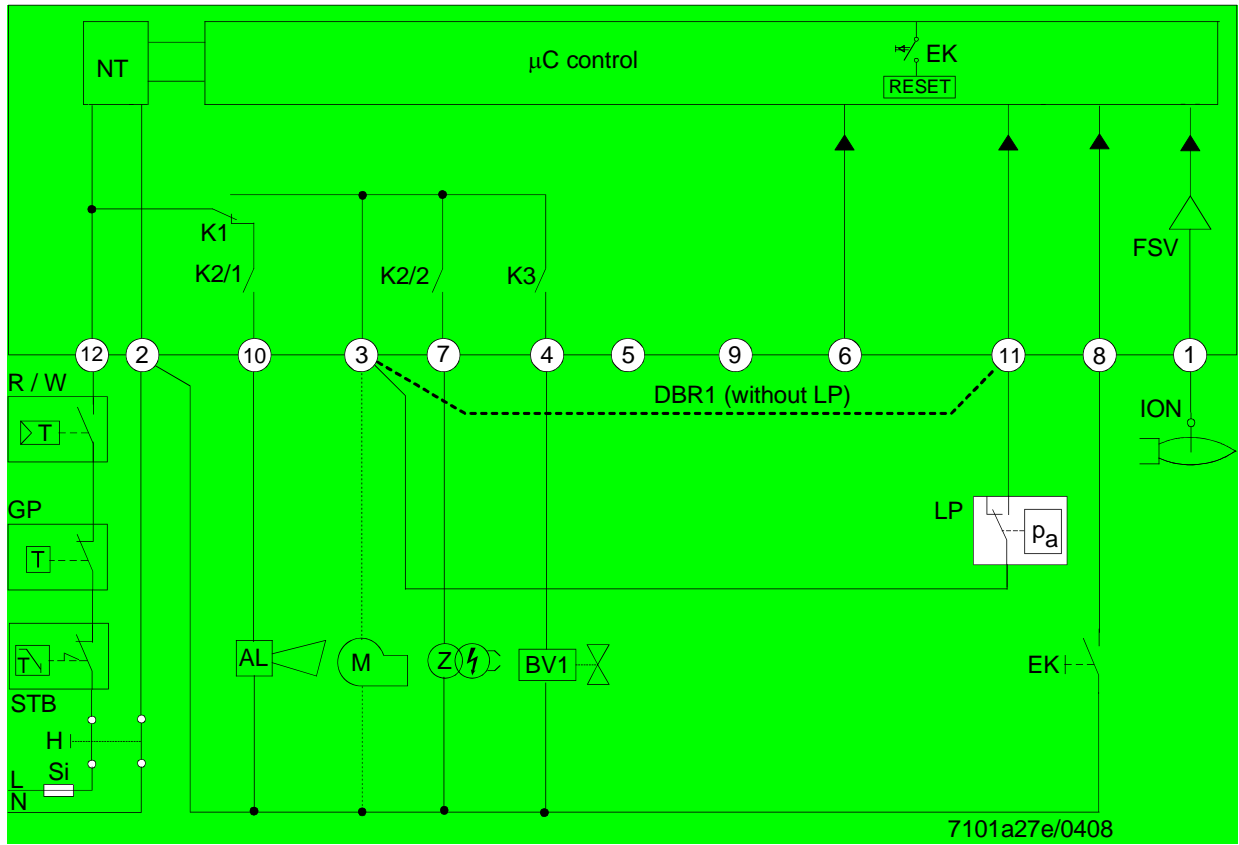 NT
μC control
EK
RESET
K1
K2/1
K2/2
K3
FSV
12
2
10
3
7
4
5
9
6
11
8
1
R / W
DBR1 (without LP)
ION
T
GP
LP
T
pa
AL
M
Z
BV1
EK
T
STB
H
Si
L
N
7101a27e/0408